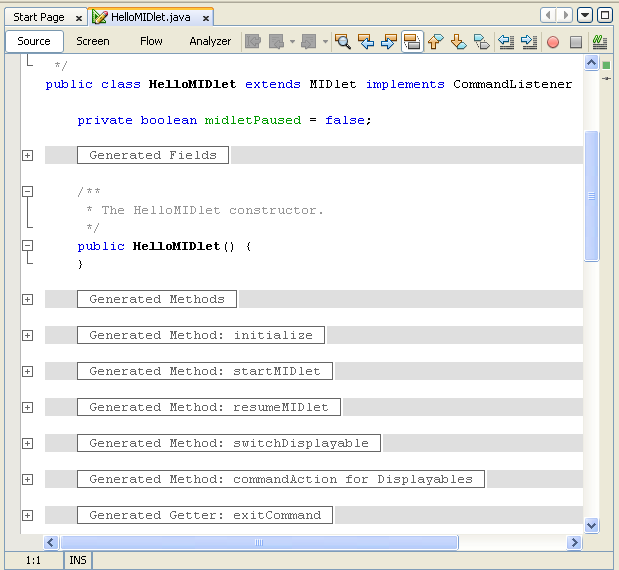 Start Page x HelloMIDlet.java x
Source Screen Flow Analyzer
*/
public class HelloMIDlet extends MIDlet implements CommandListener
private boolean midletPaused = false;
Generated Fields
/**
* The HelloMIDlet constructor.
*/
public HelloMIDlet() {
}
Generated Methods
Generated Method: initialize
Generated Method: startMIDlet
Generated Method: resumeMIDlet
Generated Method: switchDisplayable
Generated Method: commandAction for Displayables
Generated Getter: exitCommand
1:1 INS